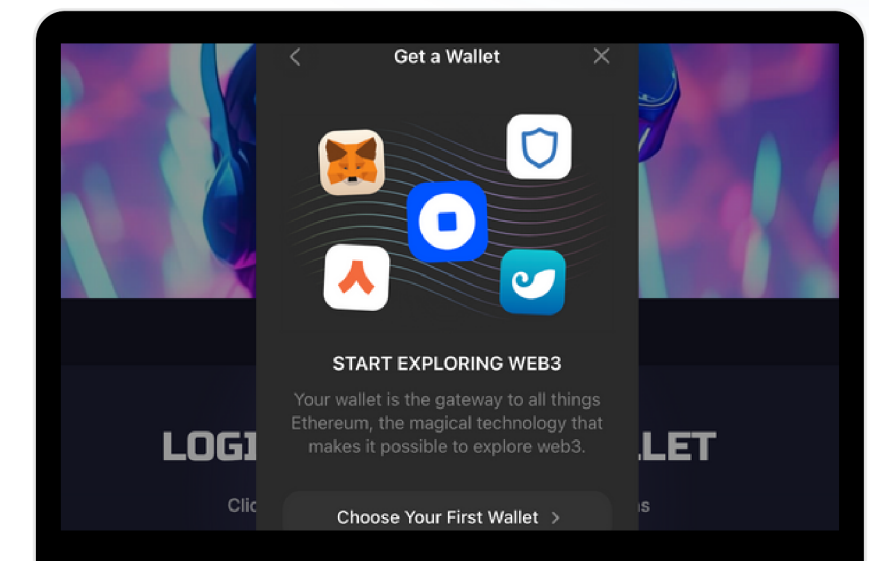 Get a Wallet
START EXPLORING WEB3
Your wallet is the gateway to all things
Ethereum, the magical technology that
makes it possible to explore web3.
Choose Your First Wallet